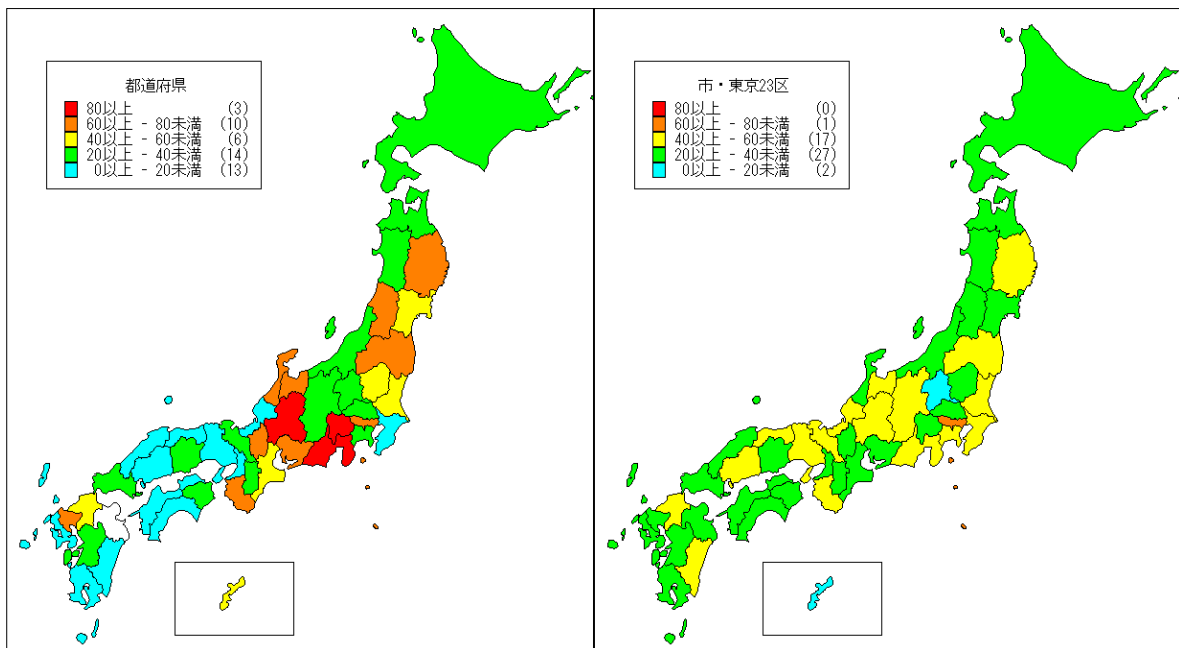 都道府県
80以上 (3)
60以上 - 80未満 (10)
40以上 - 60未満 (6)
20以上 - 40未満 (14)
0以上 - 20未満 (13)
市・東京23区
80以上 (0)
60以上 - 80未満 (1)
40以上 - 60未満 (17)
20以上 - 40未満 (27)
0以上 - 20未満 (2)